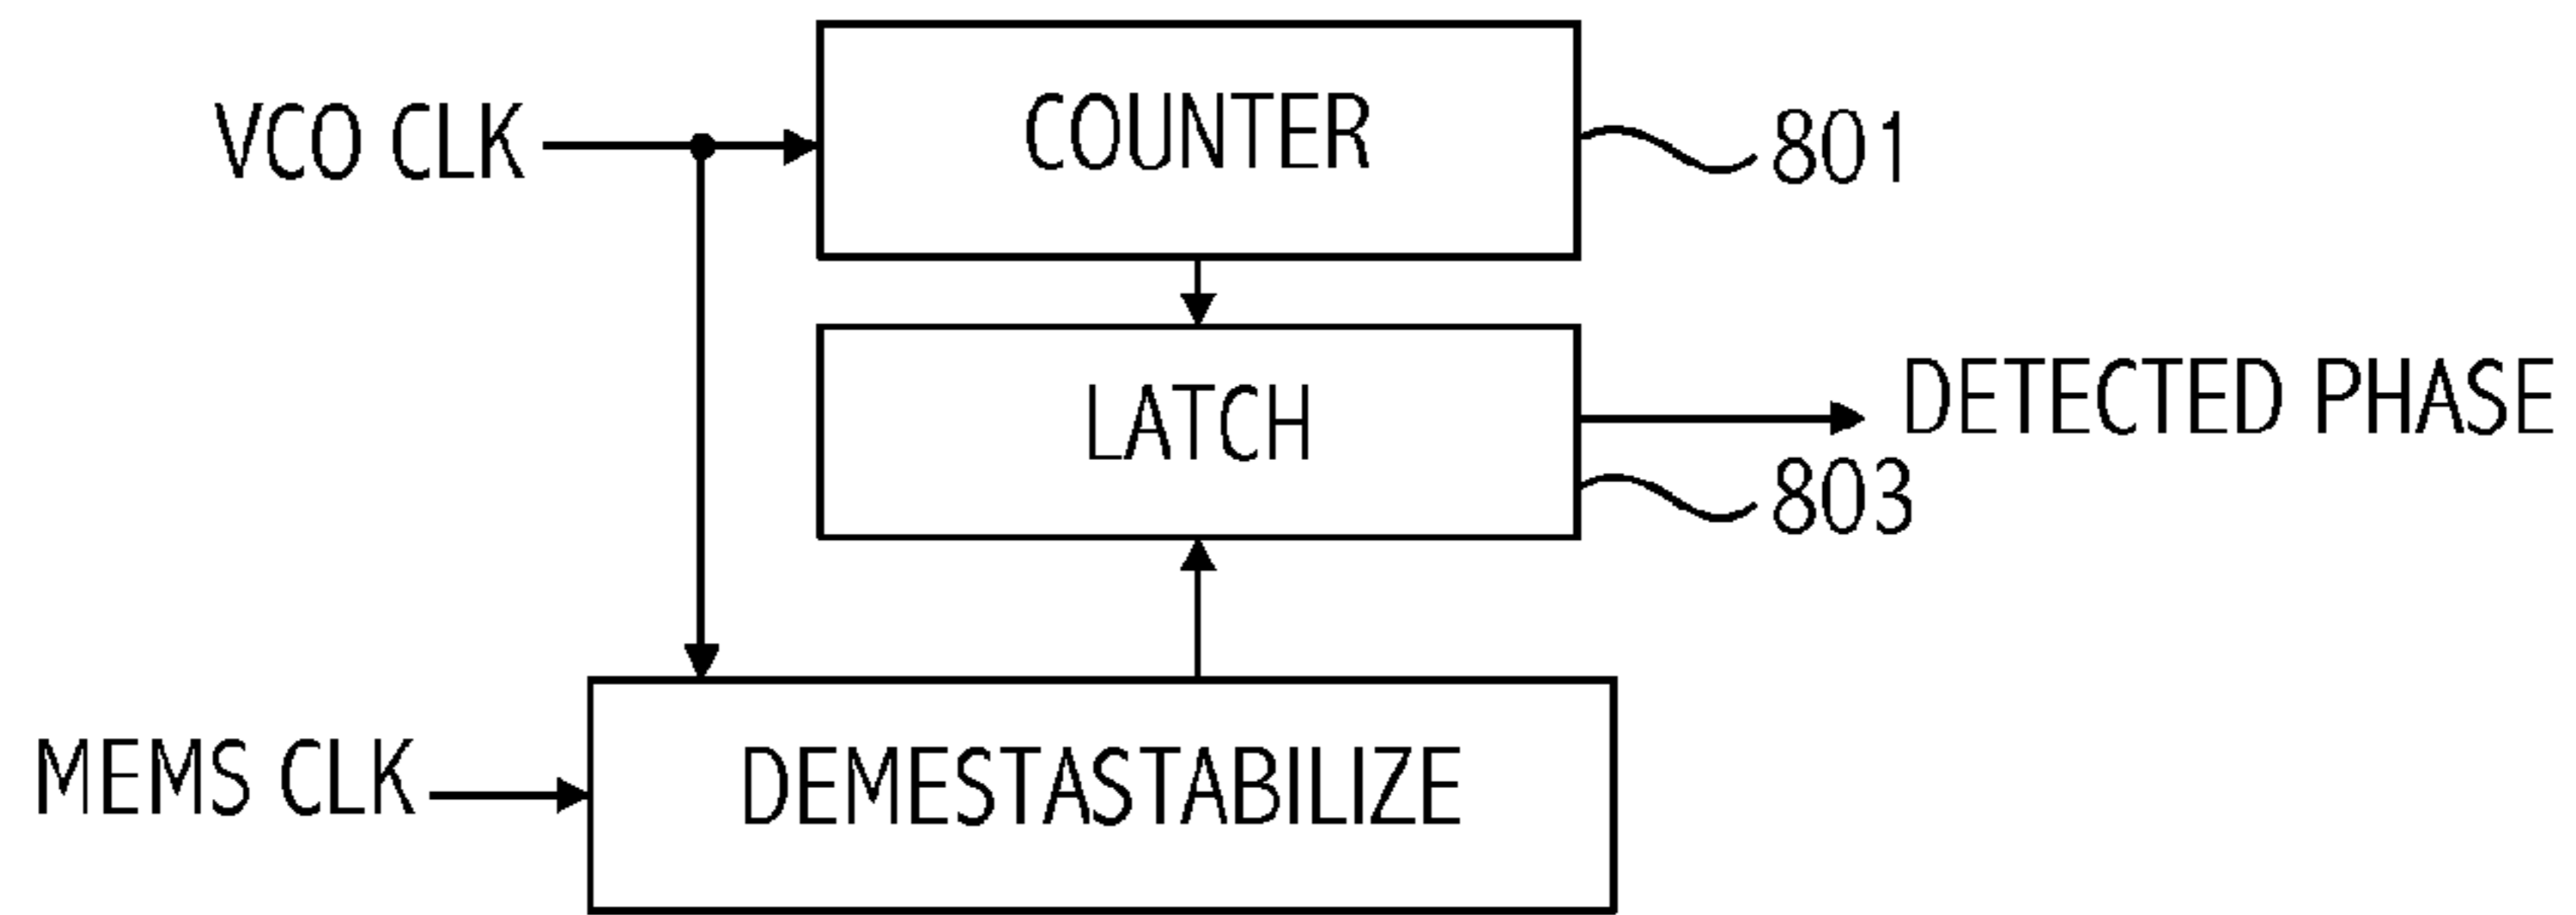 VCO CLK
COUNTER
801
LATCH
DETECTED PHASE
803
MEMS CLK
DEMESTASTABILIZE